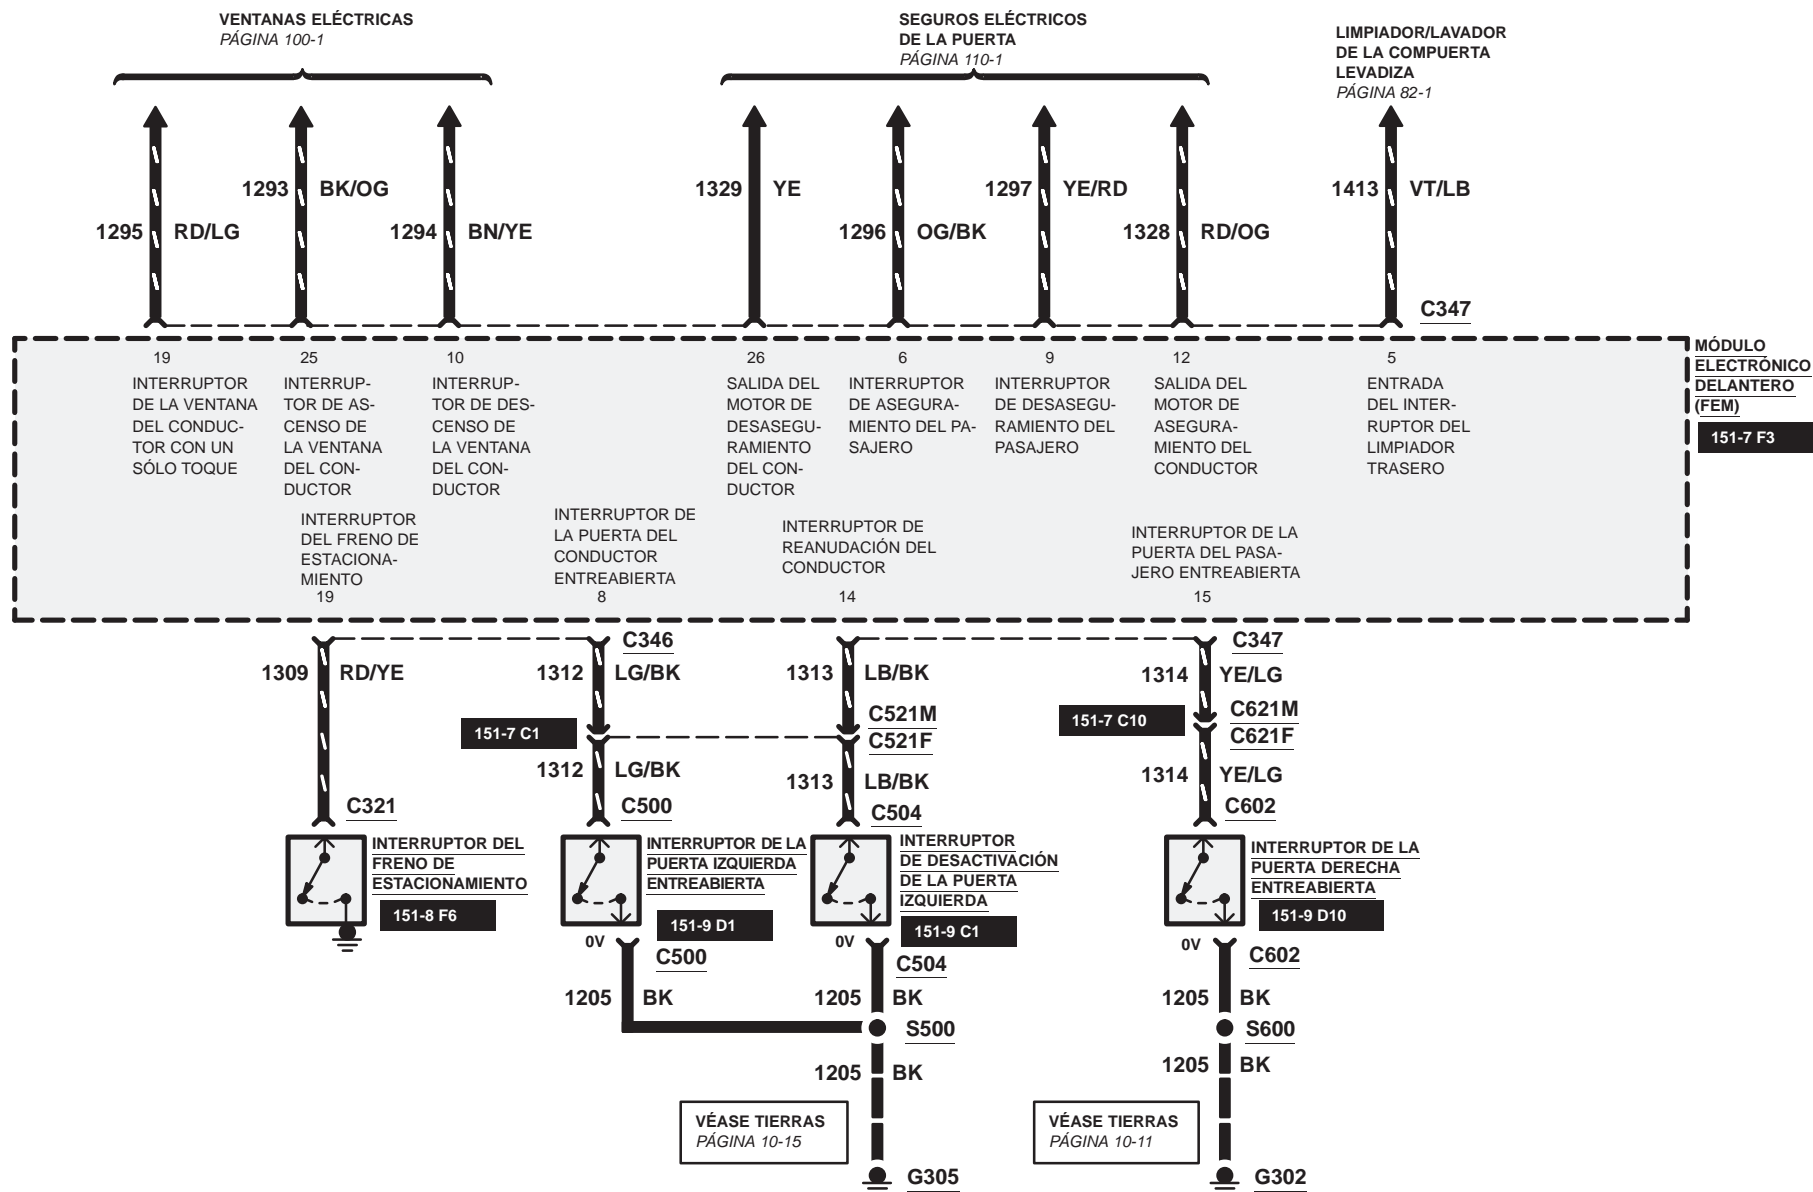 VENTANAS ELÉCTRICAS
PÁGINA 100-1
SEGUROS ELÉCTRICOS
DE LA PUERTA
PÁGINA 110-1
LIMPIADOR/LAVADOR
DE LA COMPUERTA
LEVADIZA
PÁGINA 82-1
1293 BK/OG
1329 YE
1297 YE/RD
1413 VT/LB
1295 RD/LG
1294 BN/YE
1296 OG/BK
1328 RD/OG
C347
MÓDULO
ELECTRÓNICO
DELANTERO
(FEM)
151-7 F3
19
INTERRUPTOR
DE LA VENTANA
DEL CONDUC-
TOR CON UN
SÓLO TOQUE
25
INTERRUP-
TOR DE AS-
CENSO DE
LA VENTANA
DEL CON-
DUCTOR
10
INTERRUP-
TOR DE DES-
CENSO DE
LA VENTANA
DEL CON-
DUCTOR
26
SALIDA DEL
MOTOR DE
DESASEGU-
RAMIENTO
DEL CON-
DUCTOR
6
INTERRUPTOR
DE ASEGURA-
MIENTO DEL PA-
SAJERO
9
INTERRUPTOR
DE DESASEGU-
RAMIENTO DEL
PASAJERO
12
SALIDA DEL
MOTOR DE
ASEGURA-
MIENTO DEL
CONDUCTOR
5
ENTRADA
DEL INTER-
RUPTOR DEL
LIMPIADOR
TRASERO
INTERRUPTOR
DEL FRENO DE
ESTACIONA-
MIENTO
19
INTERRUPTOR DE
LA PUERTA DEL
CONDUCTOR
ENTREABIERTA
8
INTERRUPTOR DE
REANUDACIÓN DEL
CONDUCTOR
14
INTERRUPTOR DE LA
PUERTA DEL PASA-
JERO ENTREABIERTA
15
C346
C347
1309 RD/YE
1312 LG/BK
1313 LB/BK
1314 YE/LG
151-7 C1
C521M
C521F
151-7 C10
C621M
C621F
1312 LG/BK
1313 LB/BK
1314 YE/LG
C321
C500
C504
C602
INTERRUPTOR DEL
FRENO DE
ESTACIONAMIENTO
151-8 F6
INTERRUPTOR DE LA
PUERTA IZQUIERDA
ENTREABIERTA
151-9 D1
INTERRUPTOR
DE DESACTIVACIÓN
DE LA PUERTA
IZQUIERDA
151-9 C1
INTERRUPTOR DE LA
PUERTA DERECHA
ENTREABIERTA
151-9 D10
0V
C500
0V
C504
0V
C602
1205 BK
1205 BK
1205 BK
S500
S600
1205 BK
1205 BK
VÉASE TIERRAS
PÁGINA 10-15
VÉASE TIERRAS
PÁGINA 10-11
G305
G302